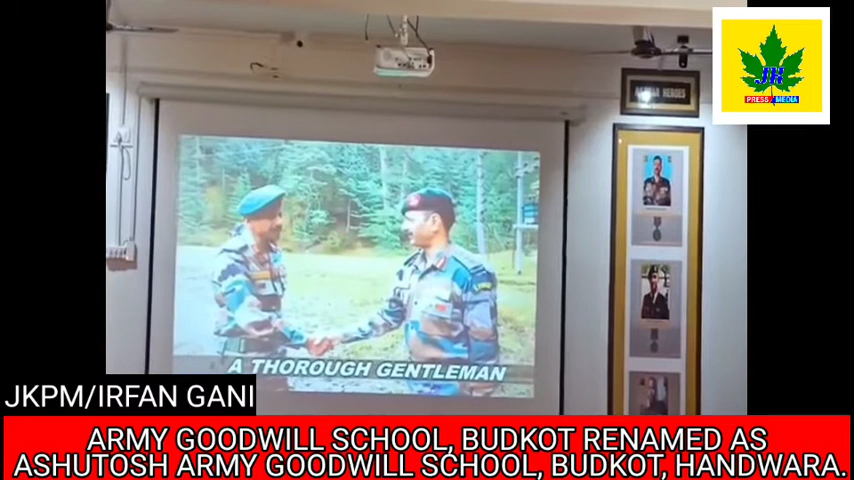 JK
PRESS MEDIA
HEROES
A THOROUGH GENTLEMAN
JKPM/IRFAN GANI
ARMY GOODWILL SCHOOL, BUDKOT RENAMED AS
ASHUTOSH ARMY GOODWILL SCHOOL, BUDKOT, HANDWARA.